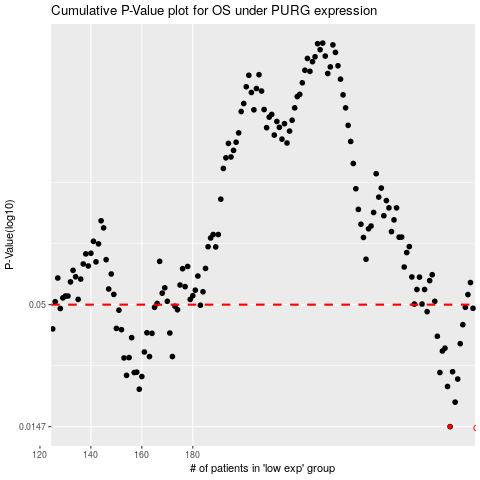 Cumulative P-Value plot for OS under PURG expression
P-Value(log10)
0.05
0.0147
120 140 160 180
# of patients in 'low exp' group